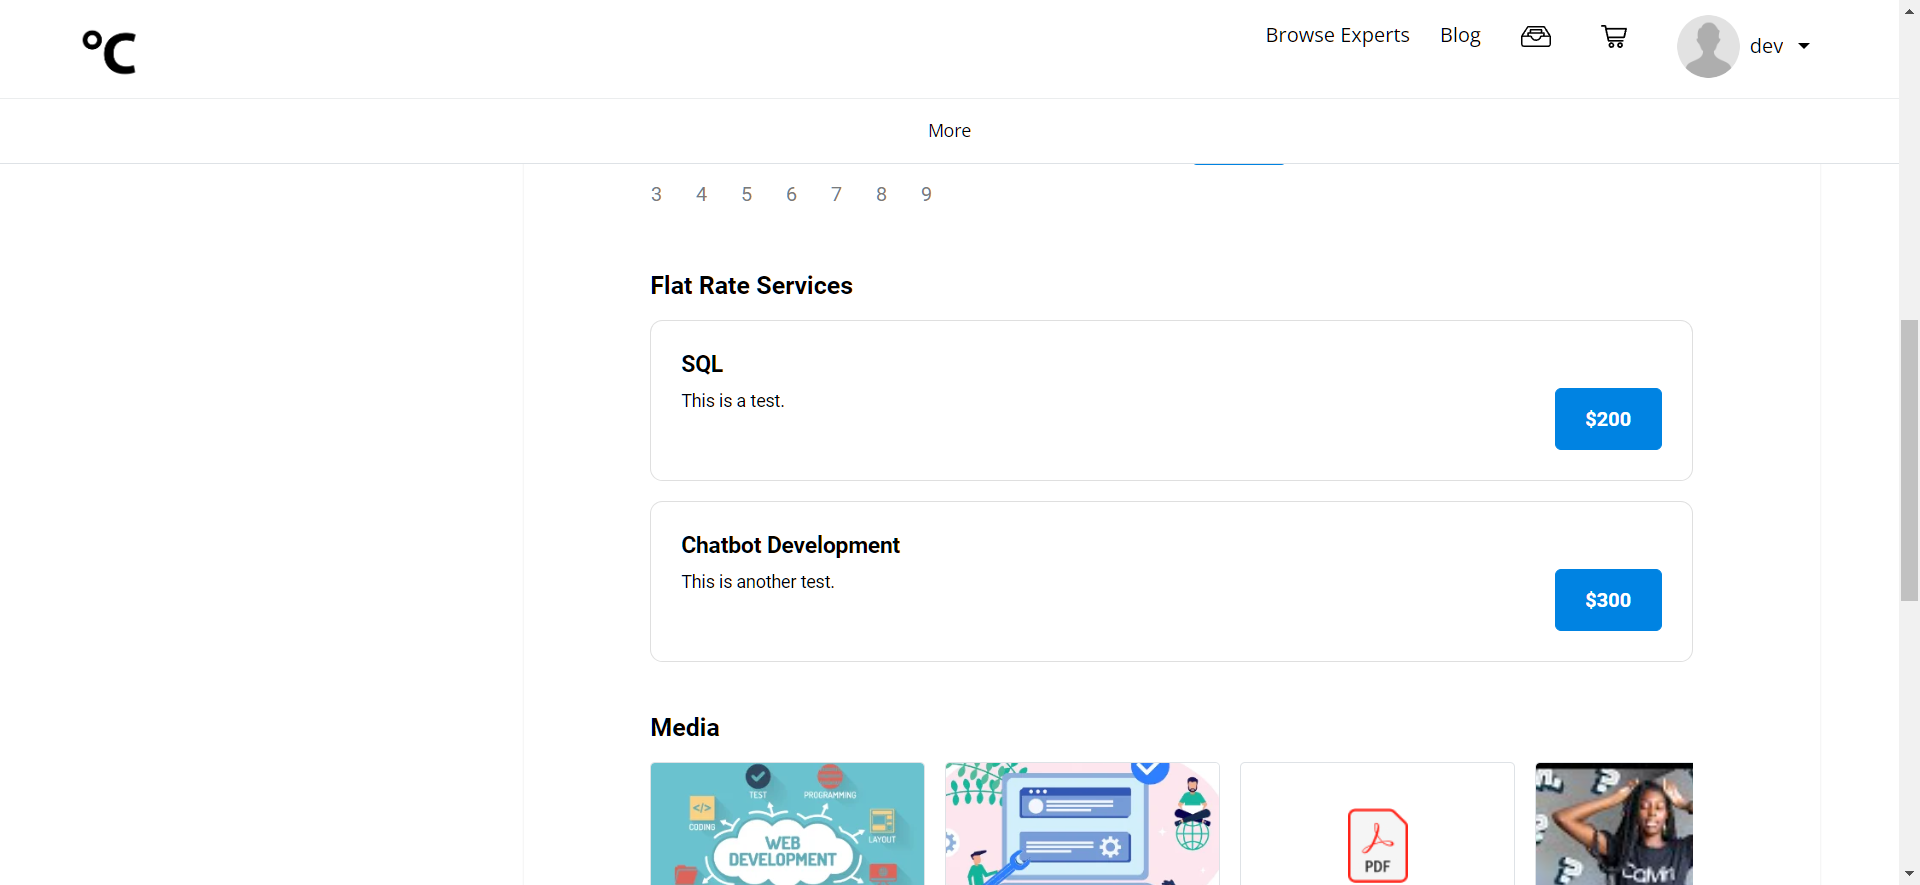 °C
Browse Experts
Blog
dev
More
3 4 5 6 7 8 9
Flat Rate Services
SQL
This is a test.
$200
Chatbot Development
This is another test.
$300
Media
TEST
PROGRAMMING
</>
CODING
LAYOUT
WEB
DEVELOPMENT
PDF
? ? ?
Calvin